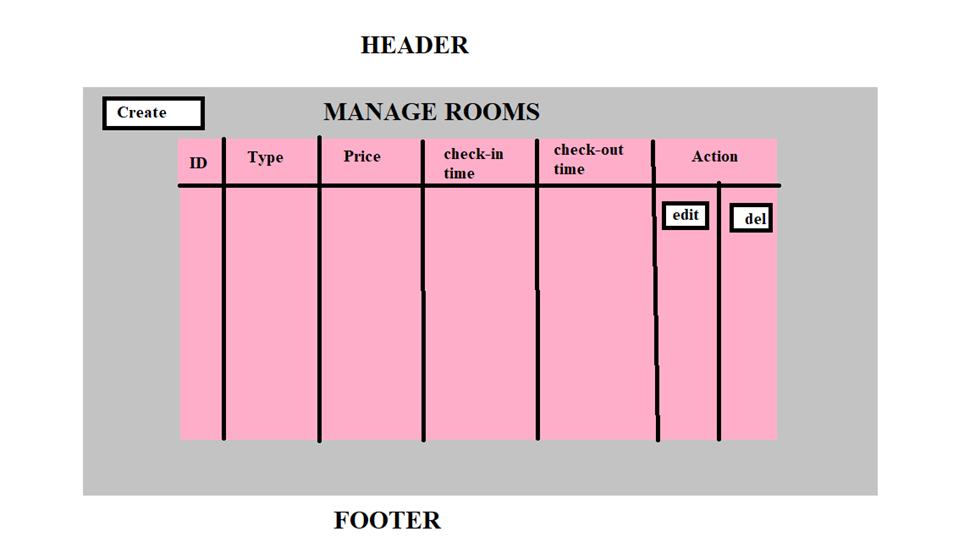 HEADER
Create
MANAGE ROOMS
ID
Type
Price
check-in
time
check-out
time
Action
edit
del
FOOTER